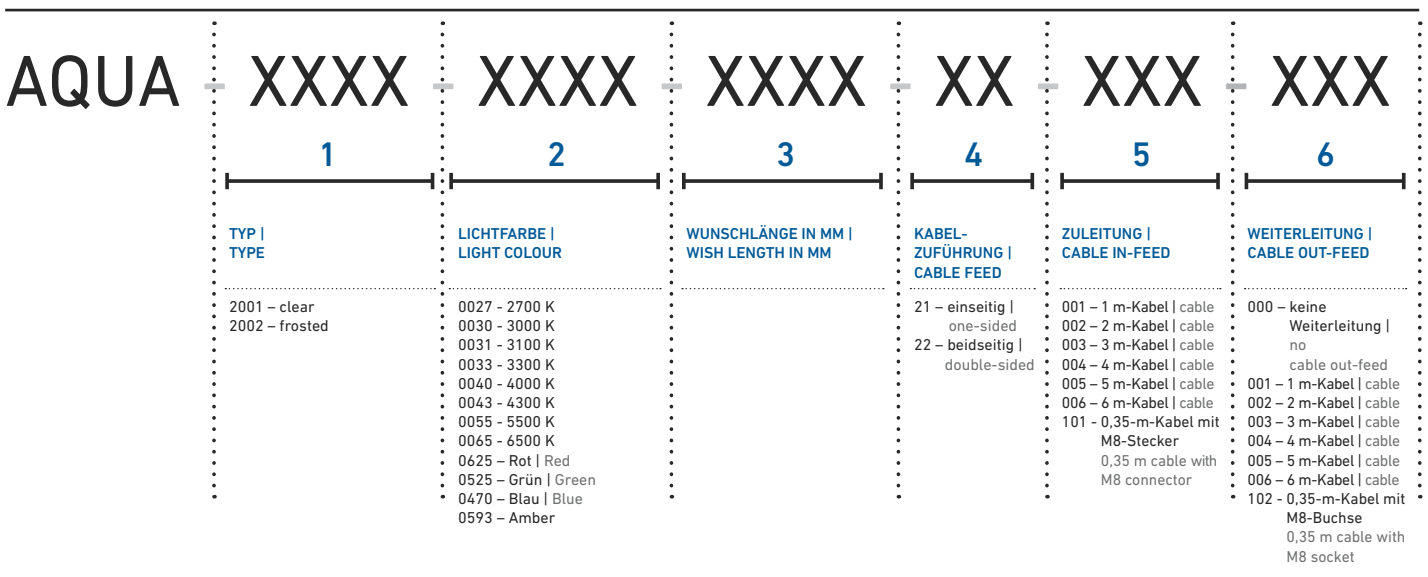 AQUA - XXXX - XXXX - XXXX - XX - XXX - XXX
1
2
3
4
5
6
TYP |
TYPE
2001 – clear
2002 – frosted
LICHTFARBE |
LIGHT COLOUR
0027 - 2700 K
0030 - 3000 K
0031 - 3100 K
0033 - 3300 K
0040 - 4000 K
0043 - 4300 K
0055 - 5500 K
0065 - 6500 K
0625 – Rot | Red
0525 – Grün | Green
0470 – Blau | Blue
0593 – Amber
WUNSCHLÄNGE IN MM |
WISH LENGTH IN MM
KABEL-
ZUFÜHRUNG |
CABLE FEED
21 – einseitig |
one-sided
22 – beidseitig |
double-sided
ZULEITUNG |
CABLE IN-FEED
001 – 1 m-Kabel | cable
002 – 2 m-Kabel | cable
003 – 3 m-Kabel | cable
004 – 4 m-Kabel | cable
005 – 5 m-Kabel | cable
006 – 6 m-Kabel | cable
101 - 0,35-m-Kabel mit
M8-Stecker
0,35 m cable with
M8 connector
WEITERLEITUNG |
CABLE OUT-FEED
000 – keine
Weiterleitung |
no
cable out-feed
001 – 1 m-Kabel | cable
002 – 2 m-Kabel | cable
003 – 3 m-Kabel | cable
004 – 4 m-Kabel | cable
005 – 5 m-Kabel | cable
006 – 6 m-Kabel | cable
102 - 0,35-m-Kabel mit
M8-Buchse
0,35 m cable with
M8 socket